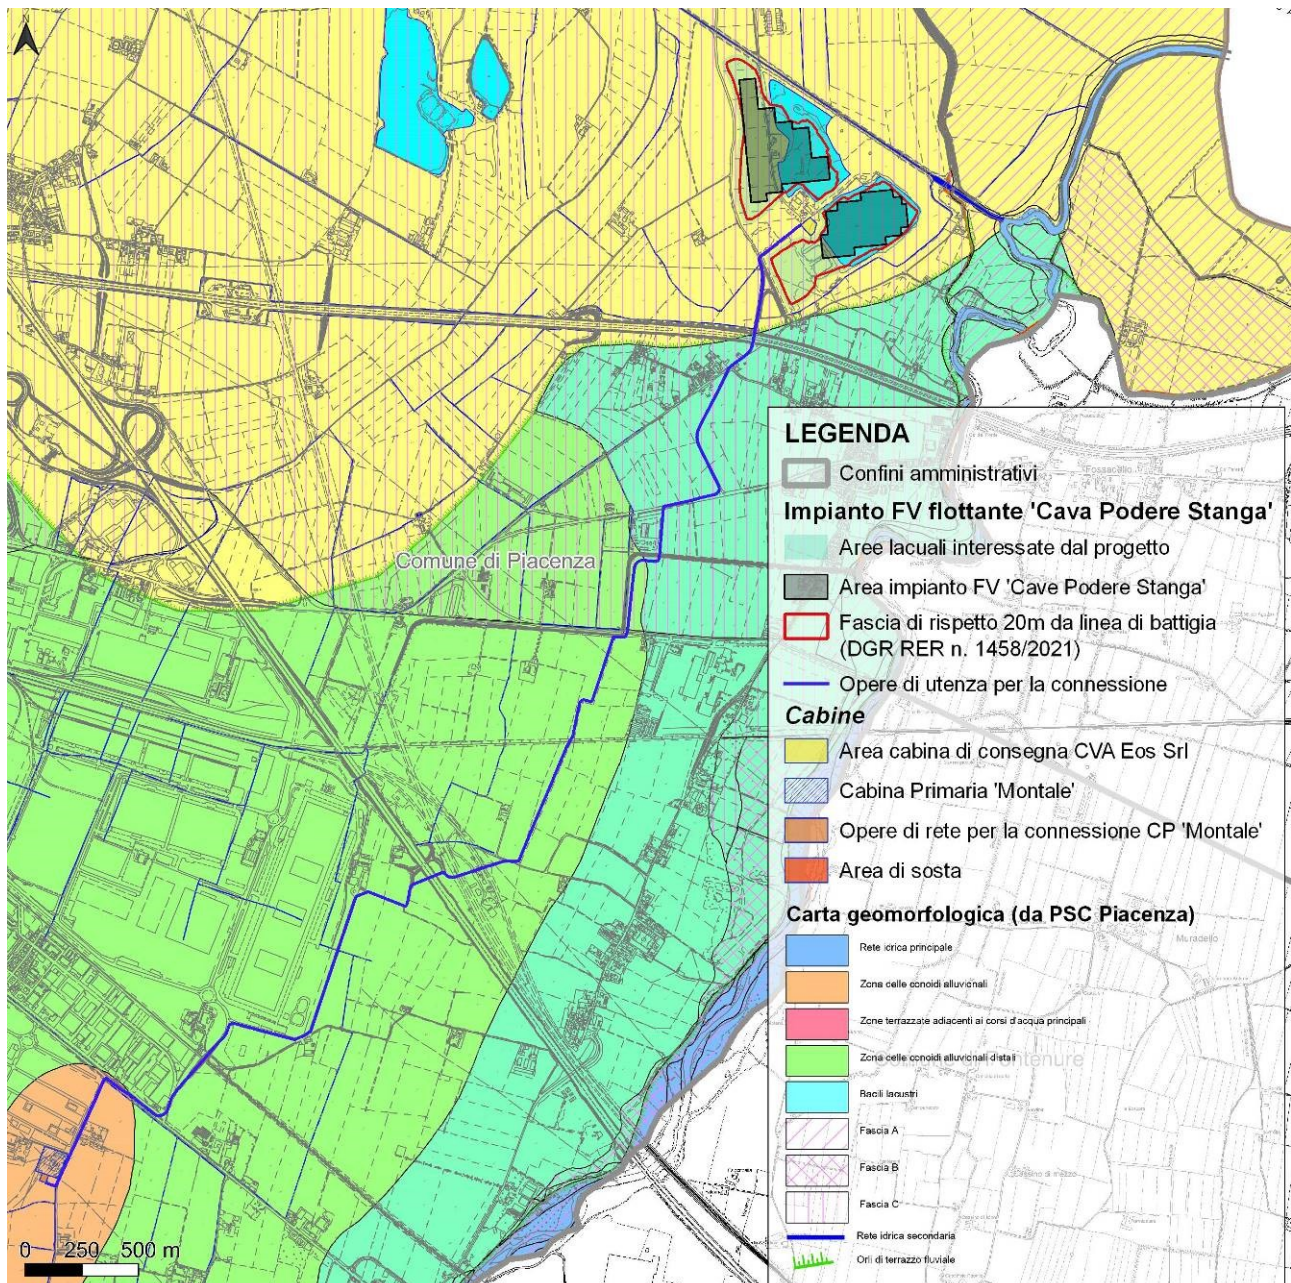 Comune di Piacenza
LEGENDA
Fossadello
Confini amministrativi
Impianto FV flottante 'Cava Podere Stanga'
Aree lacuali interessate dal progetto
Area impianto FV 'Cave Podere Stanga'
Fascia di rispetto 20m da linea di battigia
(DGR RER n. 1458/2021)
Opere di utenza per la connessione
Cabine
Area cabina di consegna CVA Eos Srl
Cabina Primaria 'Montale'
Opere di rete per la connessione CP 'Montale'
Area di sosta
Carta geomorfologica (da PSC Piacenza)
Muradello
Rete idrica principale
Zona delle conoidi alluvionali
Zone terrazzate adiacenti ai corsi d'acqua principali
Zona delle conoidi alluvionali distali
Bacili lacustri
Fascia A
Fascia B
Fascia C
Rete idrica secondaria
Orli di terrazzo fluviale
0 250 500 m